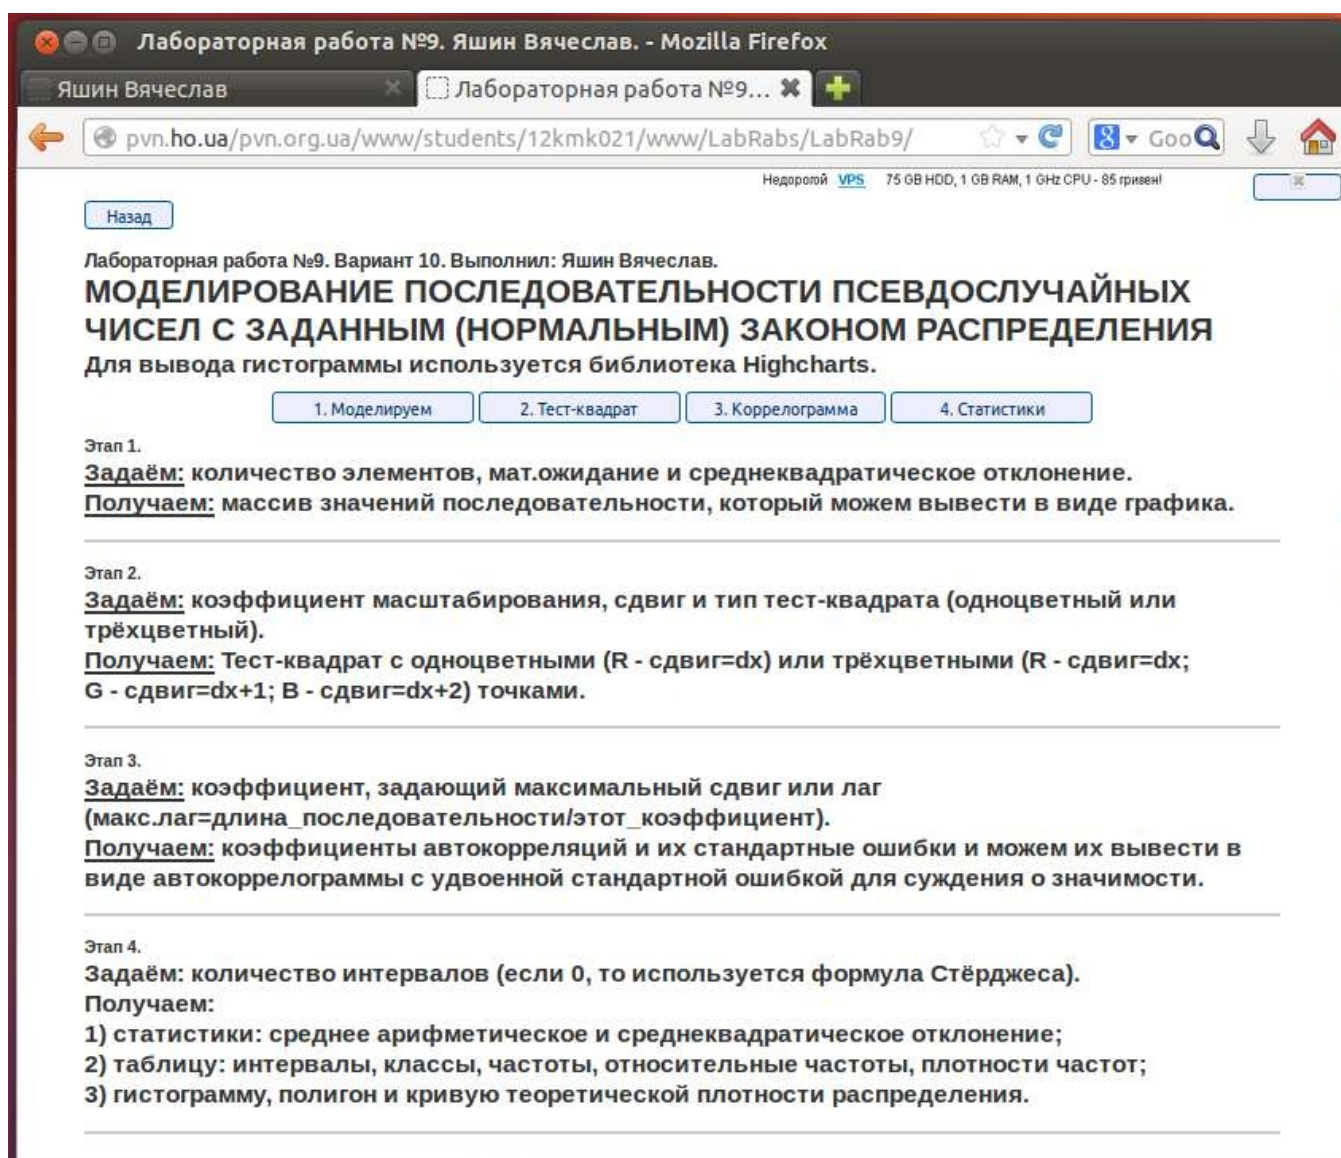 Лабораторная работа №9. Яшин Вячеслав. - Mozilla Firefox
Яшин Вячеслав
Лабораторная работа №9...
pvn.ho.ua/pvn.org.ua/www/students/12kmk021/www/LabRabs/LabRab9/
Goo
Недорогой VPS 75 GB HDD, 1 GB RAM, 1 GHz CPU - 85 гривен!
Назад
Лабораторная работа №9. Вариант 10. Выполнил: Яшин Вячеслав.
МОДЕЛИРОВАНИЕ ПОСЛЕДОВАТЕЛЬНОСТИ ПСЕВДОСЛУЧАЙНЫХ
ЧИСЕЛ С ЗАДАННЫМ (НОРМАЛЬНЫМ) ЗАКОНОМ РАСПРЕДЕЛЕНИЯ
Для вывода гистограммы используется библиотека Highcharts.
1. Моделируем 2. Тест-квадрат 3. Коррелограмма 4. Статистики
Этап 1.
Задаём: количество элементов, мат.ожидание и среднеквадратическое отклонение.
Получаем: массив значений последовательности, который можем вывести в виде графика.
Этап 2.
Задаём: коэффициент масштабирования, сдвиг и тип тест-квадрата (одноцветный или
трёхцветный).
Получаем: Тест-квадрат с одноцветными (R - сдвиг=dx) или трёхцветными (R - сдвиг=dx;
G - сдвиг=dx+1; B - сдвиг=dx+2) точками.
Этап 3.
Задаём: коэффициент, задающий максимальный сдвиг или лаг
(макс.лаг=длина_последовательности/этот_коэффициент).
Получаем: коэффициенты автокорреляций и их стандартные ошибки и можем их вывести в
виде автокоррелограммы с удвоенной стандартной ошибкой для суждения о значимости.
Этап 4.
Задаём: количество интервалов (если 0, то используется формула Стёрджеса).
Получаем:
1) статистики: среднее арифметическое и среднеквадратическое отклонение;
2) таблицу: интервалы, классы, частоты, относительные частоты, плотности частот;
3) гистограмму, полигон и кривую теоретической плотности распределения.